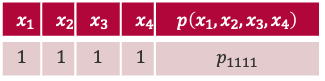 x₁ x₂ x₃ x₄ p(x₁, x₂, x₃, x₄)
1 1 1 1 p₁₁₁₁